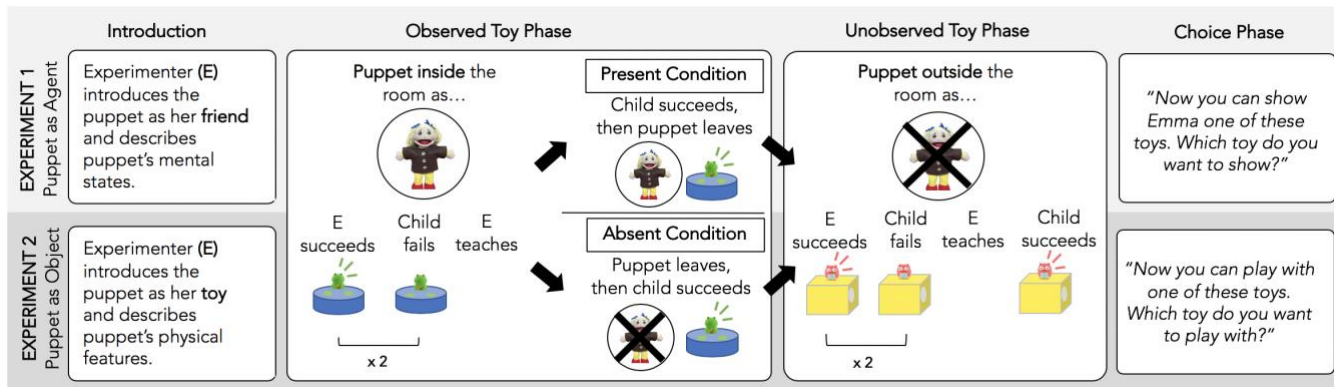 Introduction
Observed Toy Phase
Unobserved Toy Phase
Choice Phase
EXPERIMENT 1
Puppet as Agent
Experimenter (E)
introduces the
puppet as her friend
and describes
puppet's mental
states.
Puppet inside the
room as…
Present Condition
Child succeeds,
then puppet leaves
Puppet outside the
room as…
"Now you can show
Emma one of these
toys. Which toy do you
want to show?"
E
succeeds
Child
fails
E
teaches
x 2
Absent Condition
Puppet leaves,
then child succeeds
E
succeeds
Child
fails
E
teaches
Child
succeeds
x 2
EXPERIMENT 2
Puppet as Object
Experimenter (E)
introduces the
puppet as her toy
and describes
puppet's physical
features.
"Now you can play with
one of these toys.
Which toy do you want
to play with?"